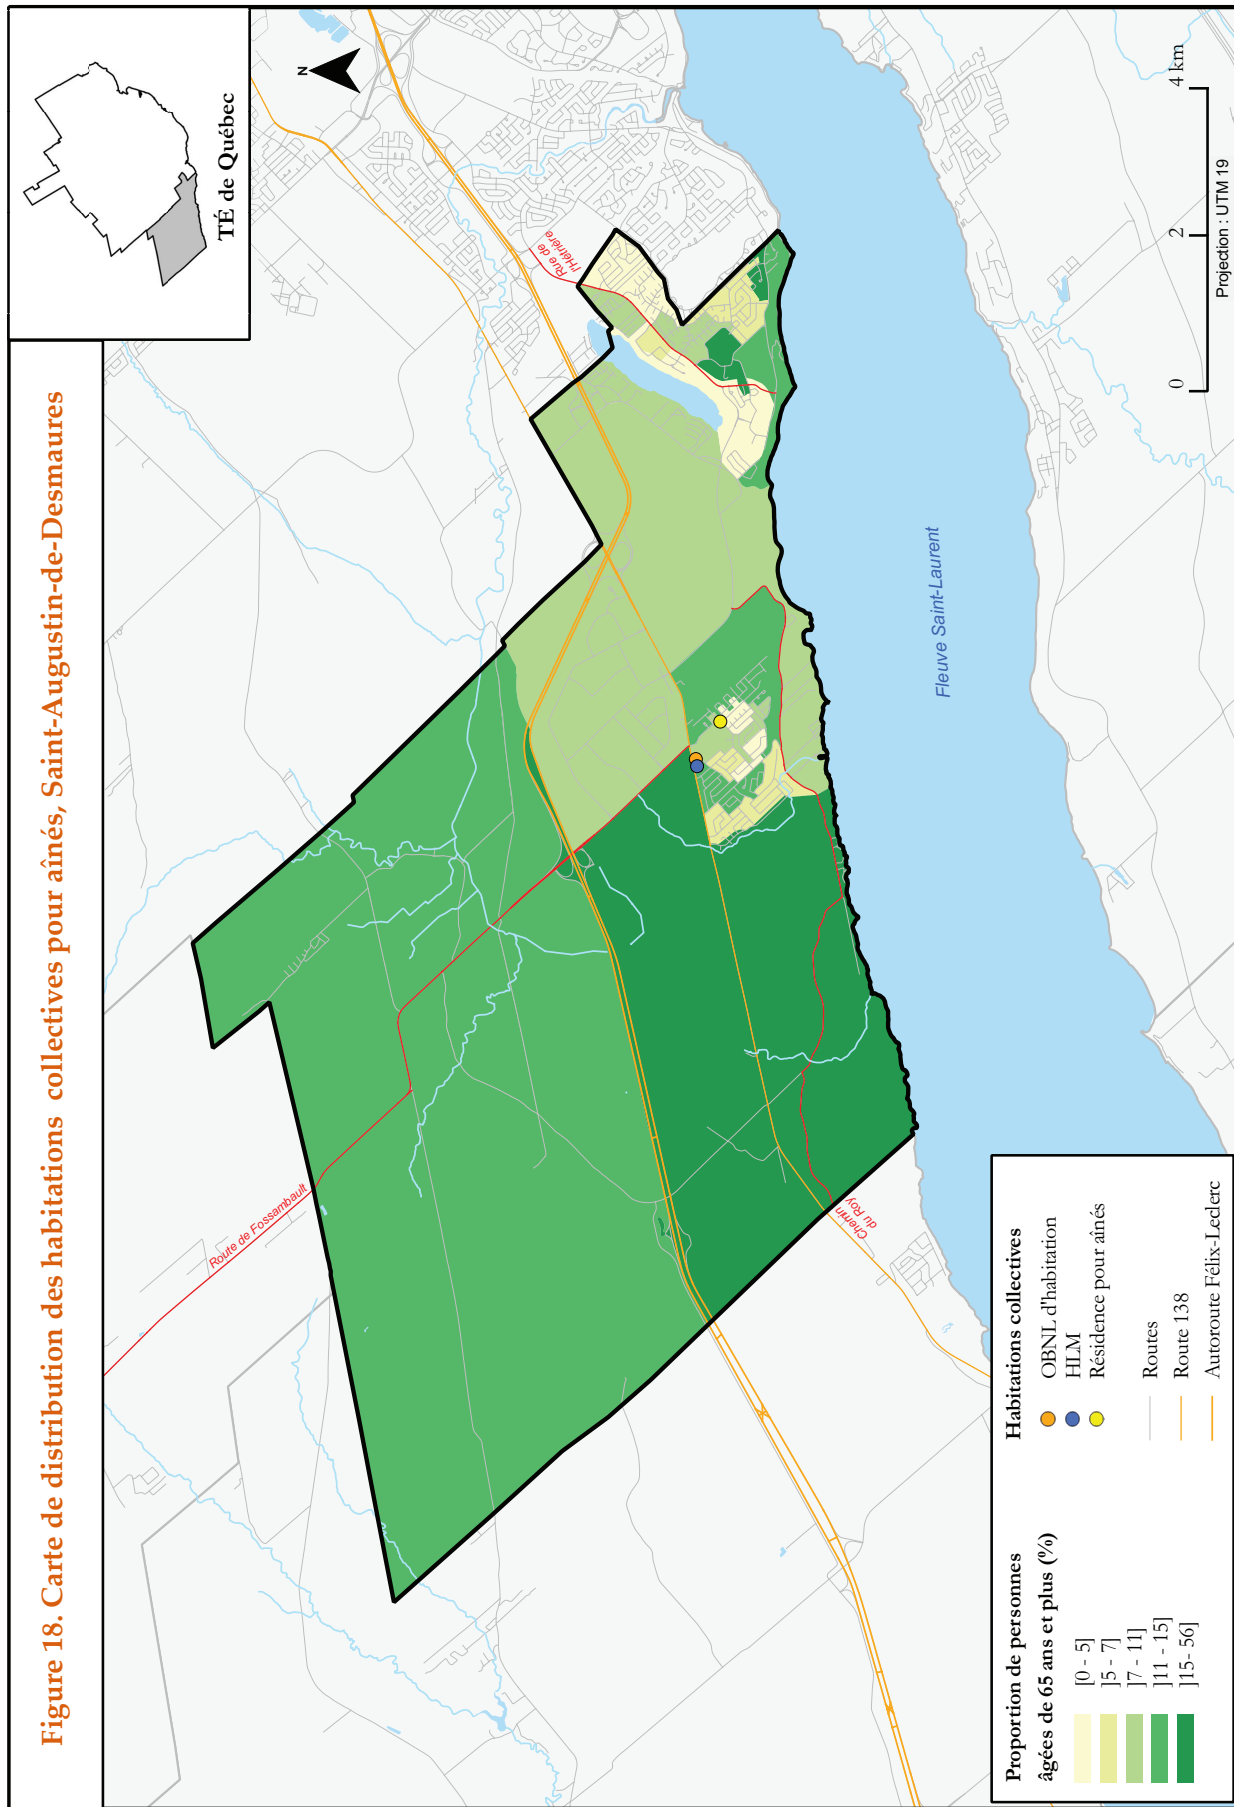 Figure 18. Carte de distribution des habitations collectives pour aînés, Saint-Augustin-de-Desmaures
TÉ de Québec
N
Rue de
l'Hêtrière
Route de Fossambault
Fleuve Saint-Laurent
Chemin
du Roy
Proportion de personnes
âgées de 65 ans et plus (%)
[0 - 5]
]5 - 7]
]7 - 11]
]11 - 15]
]15- 56]
Habitations collectives
OBNL d'habitation
HLM
Résidence pour aînés
Routes
Route 138
Autoroute Félix-Leclerc
0 2 4 km
Projection : UTM 19